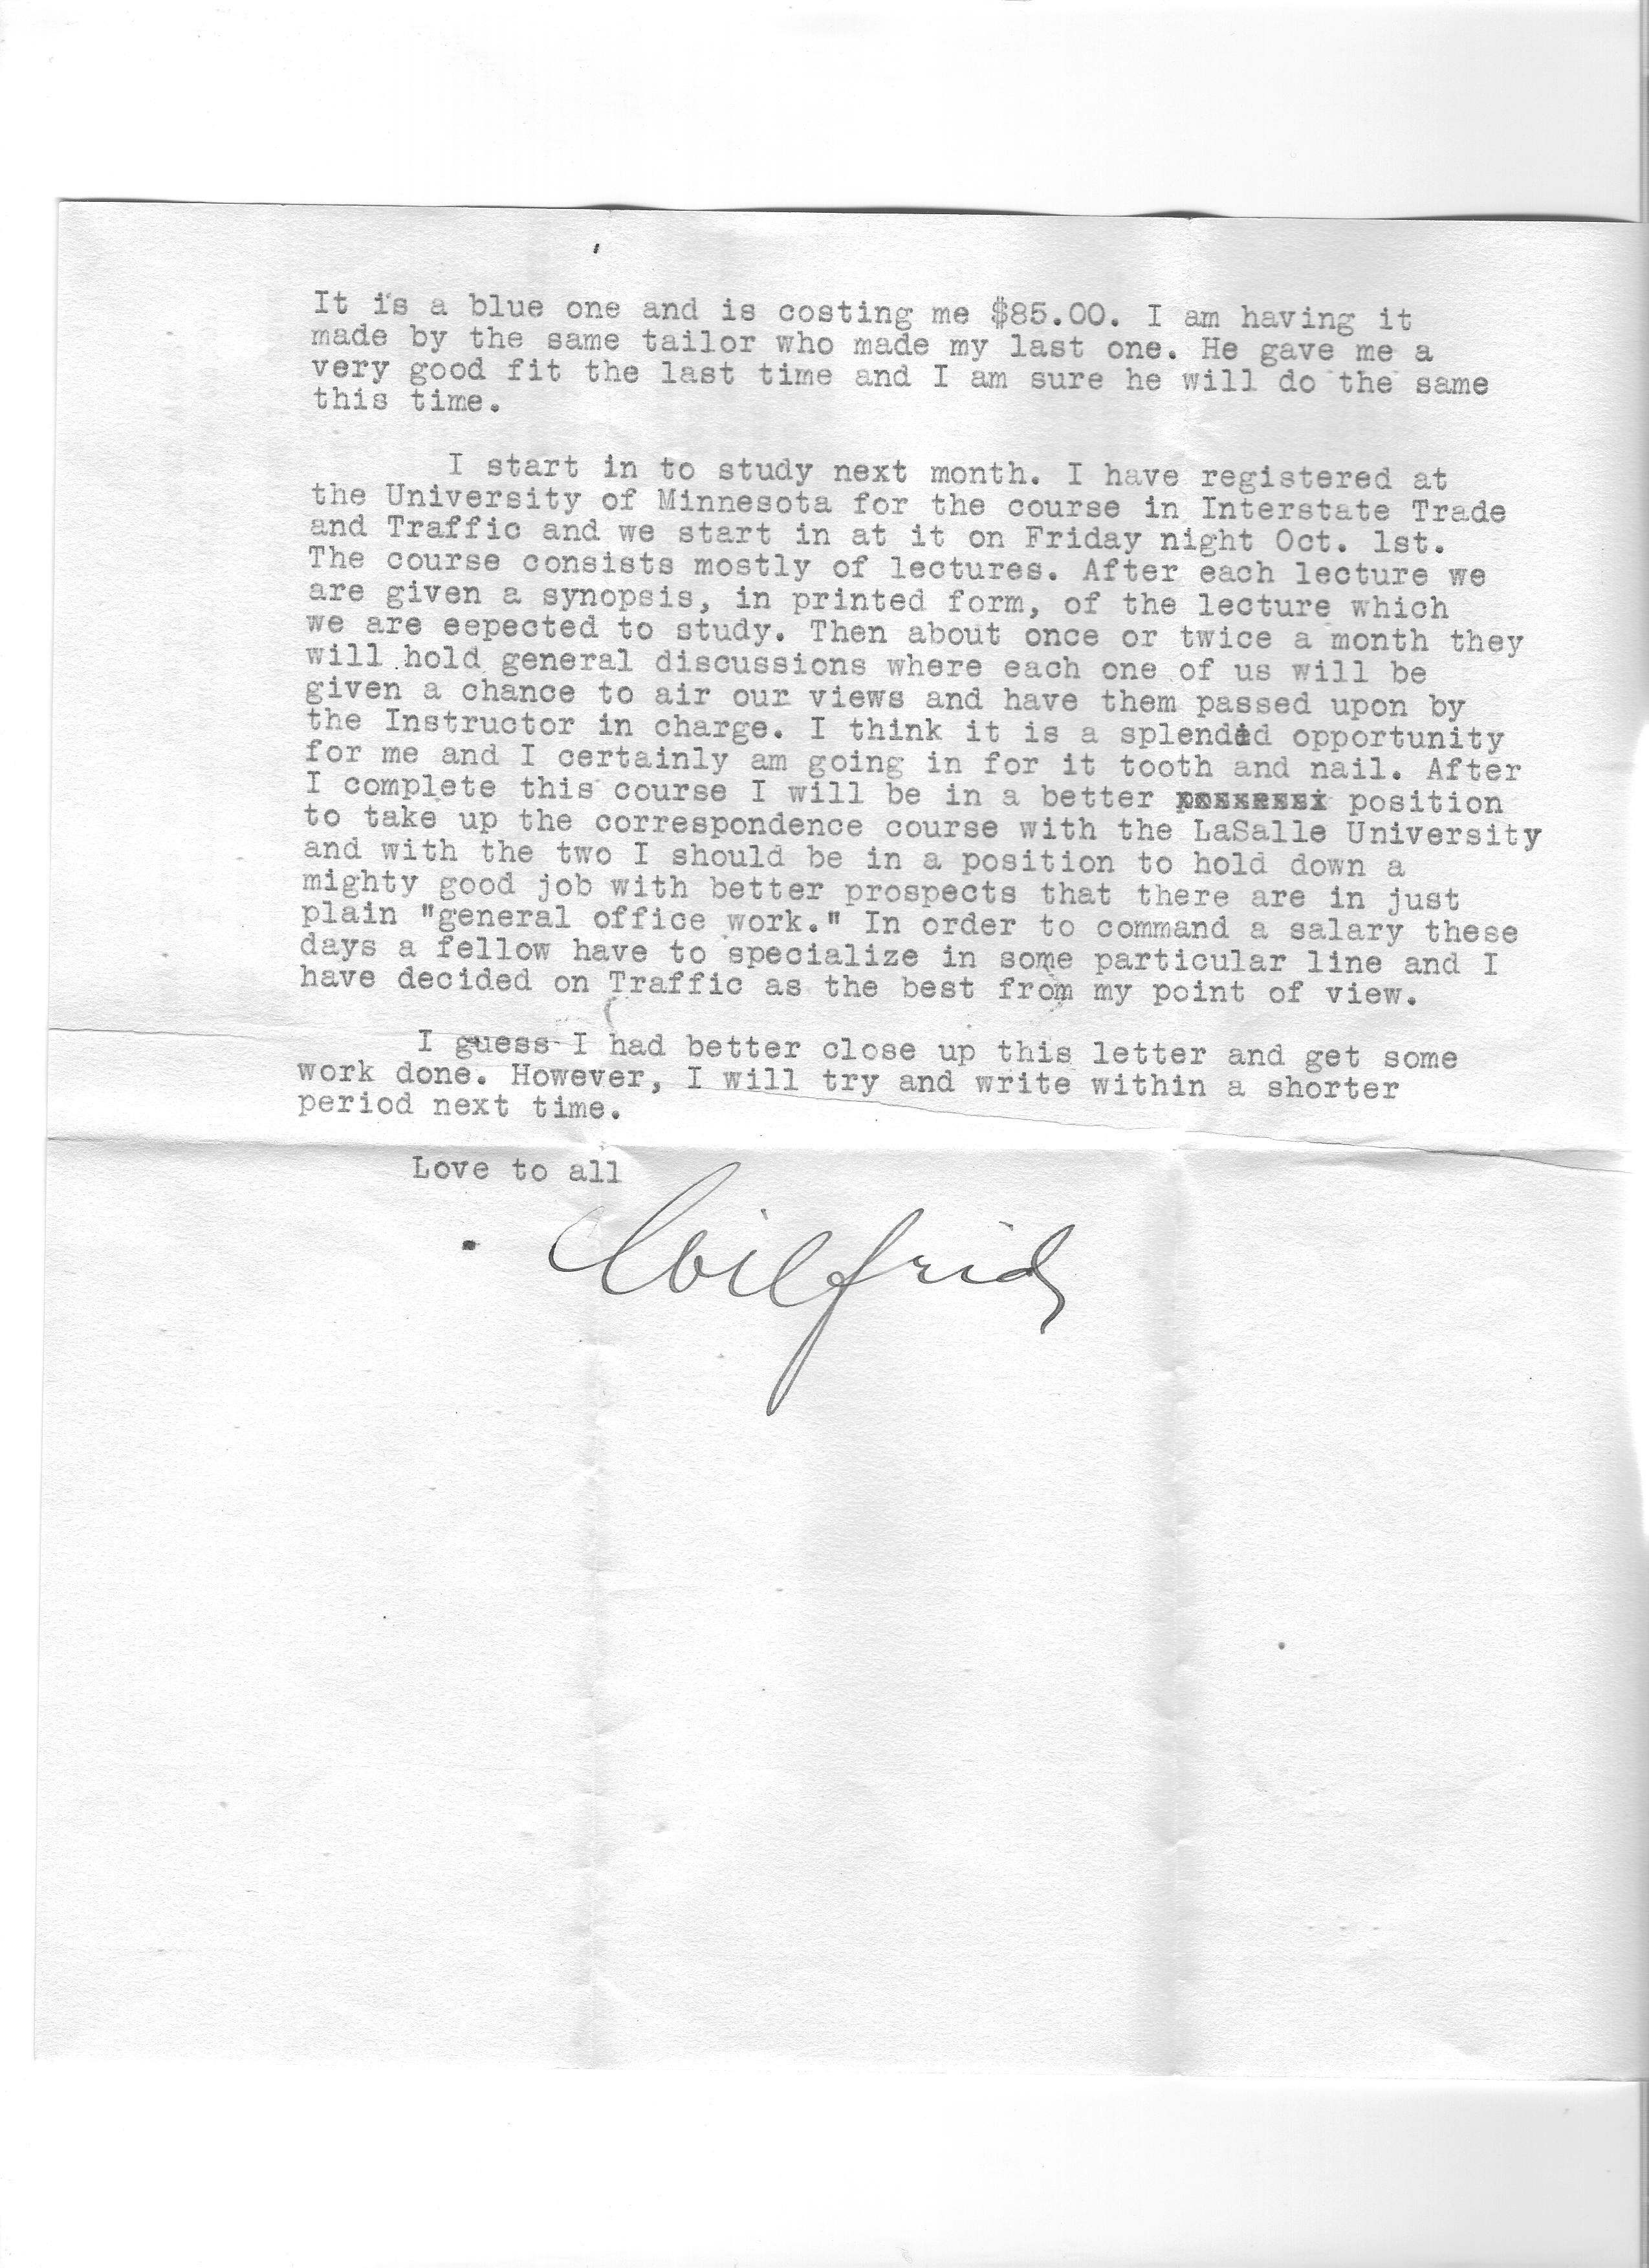 It is a blue one and is costing me $85.00. I am having it
made by the same tailor who made my last one. He gave me a
very good fit the last time and I am sure he will do the same
this time.
I start in to study next month. I have registered at
the University of Minnesota for the course in Interstate Trade
and Traffic and we start in at it on Friday night Oct. 1st.
The course consists mostly of lectures. After each lecture we
are given a synopsis, in printed form, of the lecture which
we are eepected to study. Then about once or twice a month they
will hold general discussions where each one of us will be
given a chance to air our views and have them passed upon by
the Instructor in charge. I think it is a splendid opportunity
for me and I certainly am going in for it tooth and nail. After
I complete this course I will be in a better position
to take up the correspondence course with the LaSalle University
and with the two I should be in a position to hold down a
mighty good job with better prospects that there are in just
plain "general office work." In order to command a salary these
days a fellow have to specialize in some particular line and I
have decided on Traffic as the best from my point of view.
I guess I had better close up this letter and get some
work done. However, I will try and write within a shorter
period next time.
Love to all
Wilfrid